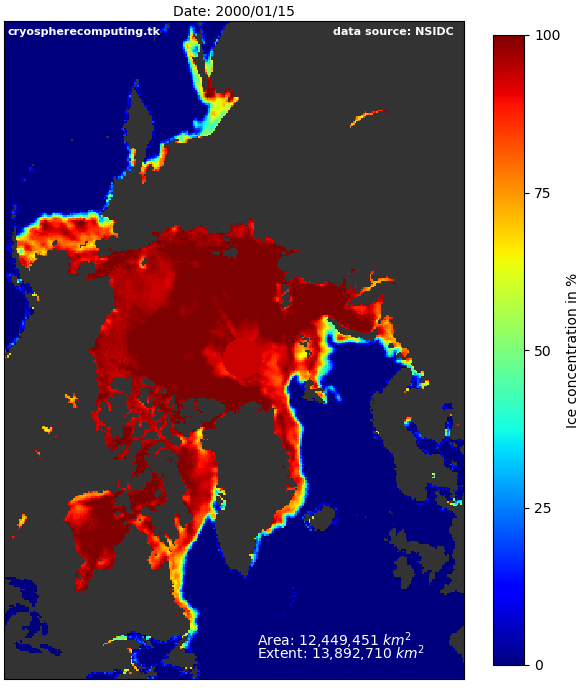 Date: 2000/01/15
cryospherecomputing.tk
data source: NSIDC
100
75
50
25
0
Ice concentration in %
Area: 12,449,451 km²
Extent: 13,892,710 km²